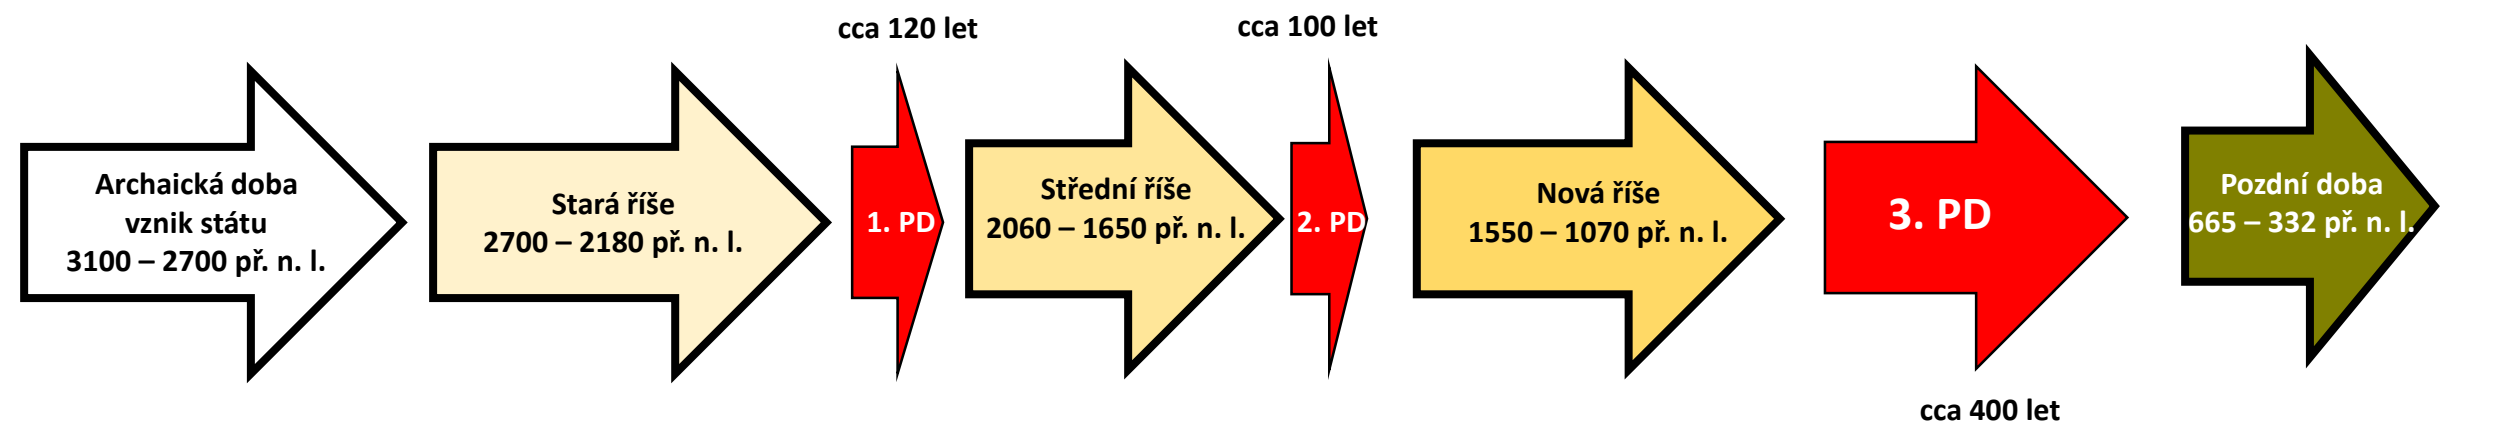 cca 120 let
cca 100 let
Archaická doba
vznik státu
3100 – 2700 př. n. l.
Stará říše
2700 – 2180 př. n. l.
1. PD
Střední říše
2060 – 1650 př. n. l.
2. PD
Nová říše
1550 – 1070 př. n. l.
3. PD
Pozdní doba
665 – 332 př. n. l.
cca 400 let